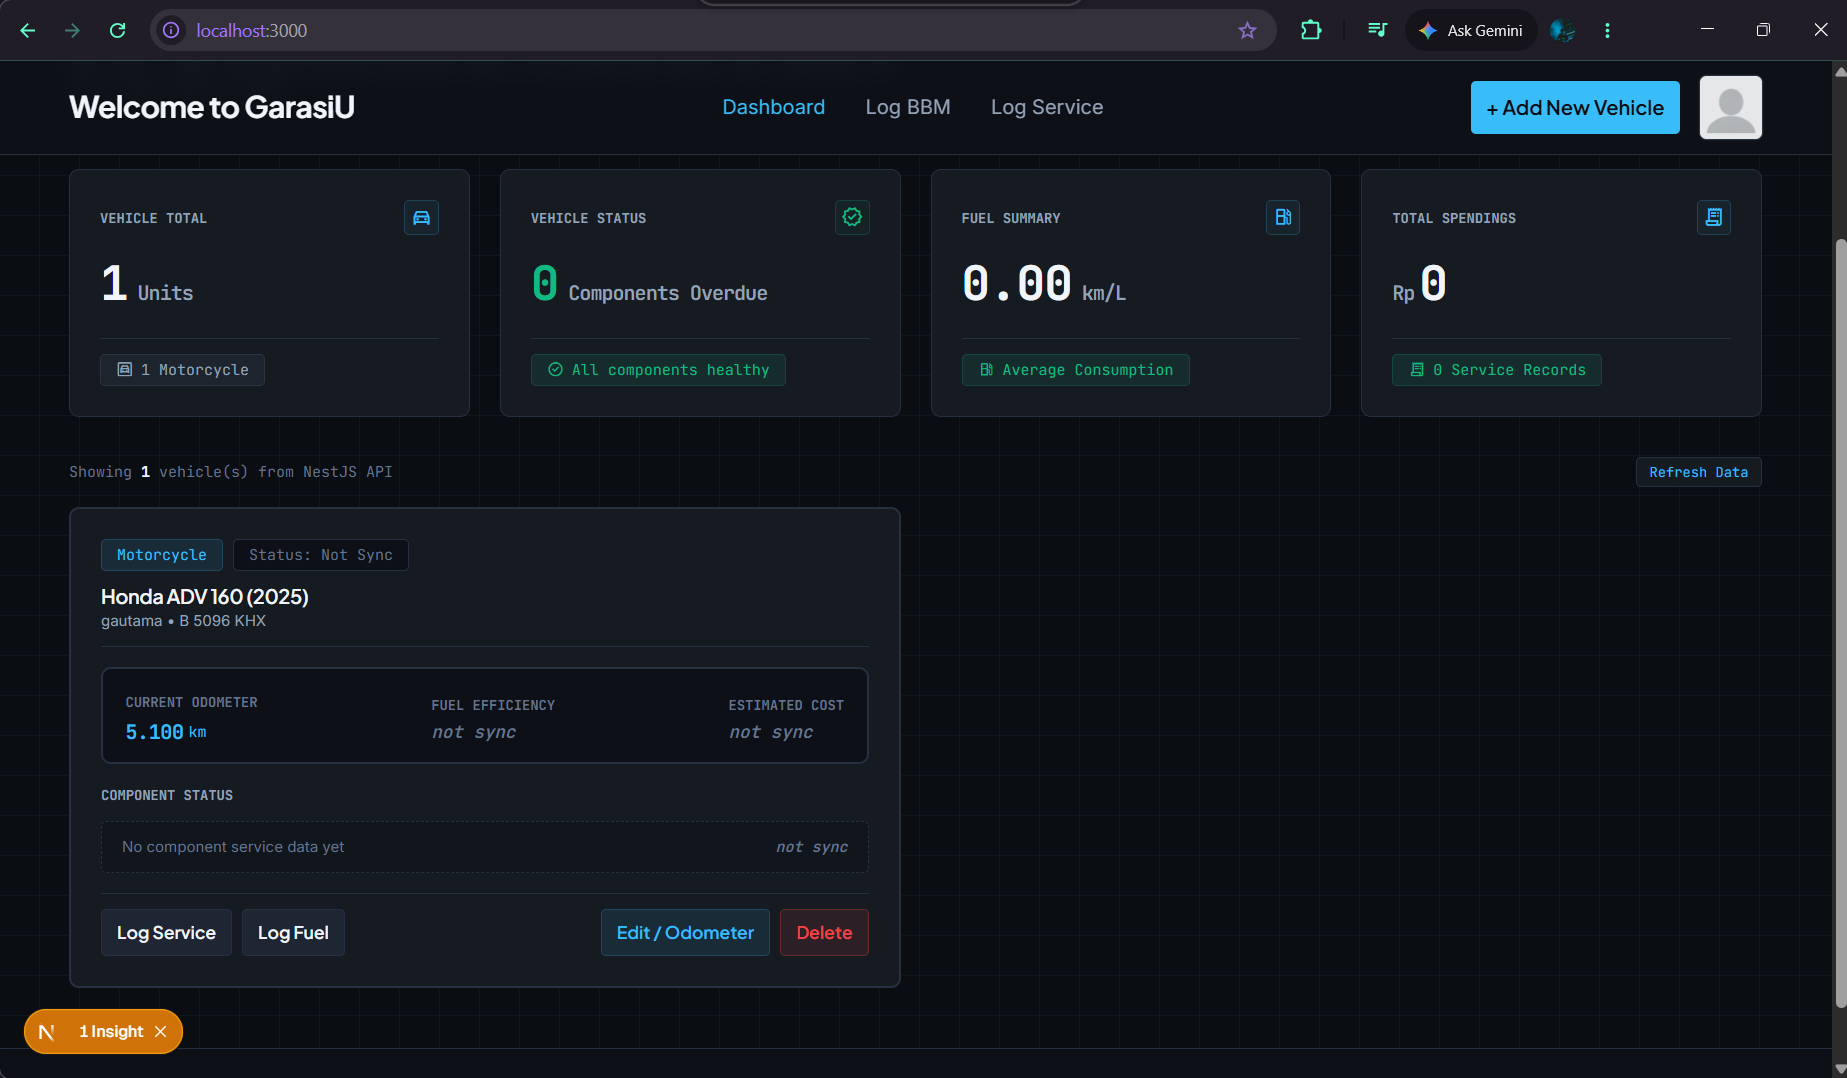 localhost:3000
Ask Gemini
Welcome to GarasiU
Dashboard
Log BBM
Log Service
+ Add New Vehicle
VEHICLE TOTAL
1 Units
1 Motorcycle
VEHICLE STATUS
0 Components Overdue
All components healthy
FUEL SUMMARY
0.00 km/L
Average Consumption
TOTAL SPENDINGS
Rp 0
0 Service Records
Showing 1 vehicle(s) from NestJS API
Refresh Data
Motorcycle
Status: Not Sync
Honda ADV 160 (2025)
gautama • B 5096 KHX
CURRENT ODOMETER
5.100 km
FUEL EFFICIENCY
not sync
ESTIMATED COST
not sync
COMPONENT STATUS
No component service data yet
not sync
Log Service
Log Fuel
Edit / Odometer
Delete
N
1 Insight